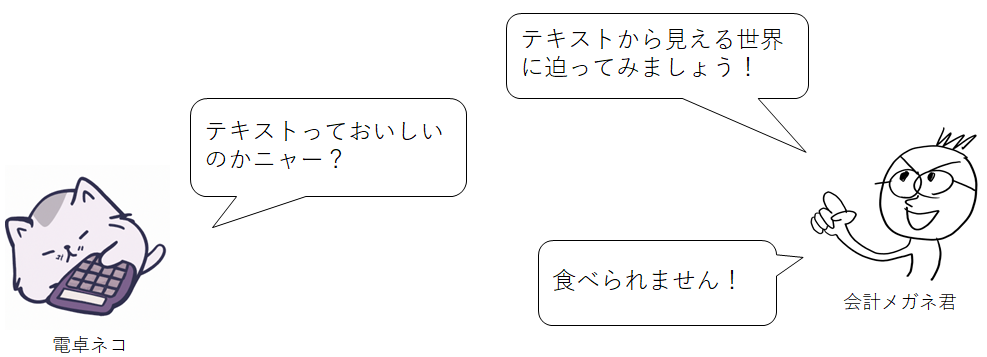 テキストから見える世界
に迫ってみましょう！
テキストっておいしい
のかニャー？
食べられません！
会計メガネ君
電卓ネコ